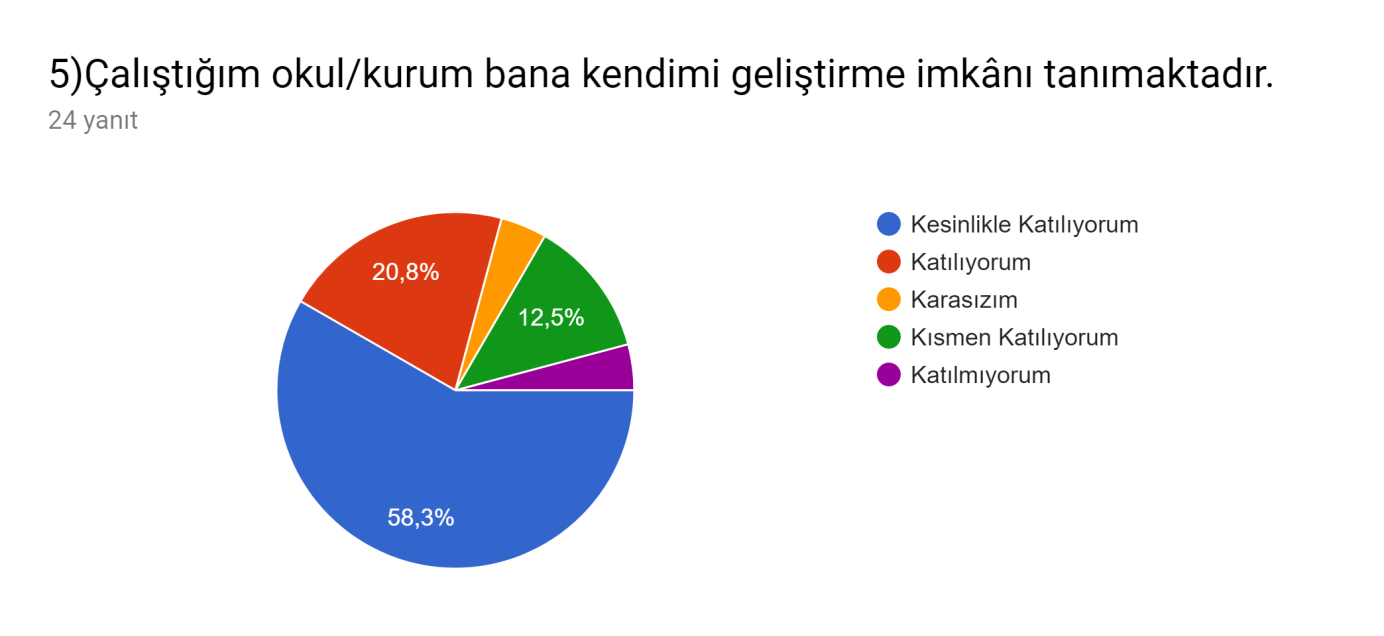 5)Çalıştığım okul/kurum bana kendimi geliştirme imkânı tanımaktadır.
24 yanıt
Kesinlikle Katılıyorum
Katılıyorum
Karasızım
Kısmen Katılıyorum
Katılmıyorum
20,8%
12,5%
58,3%